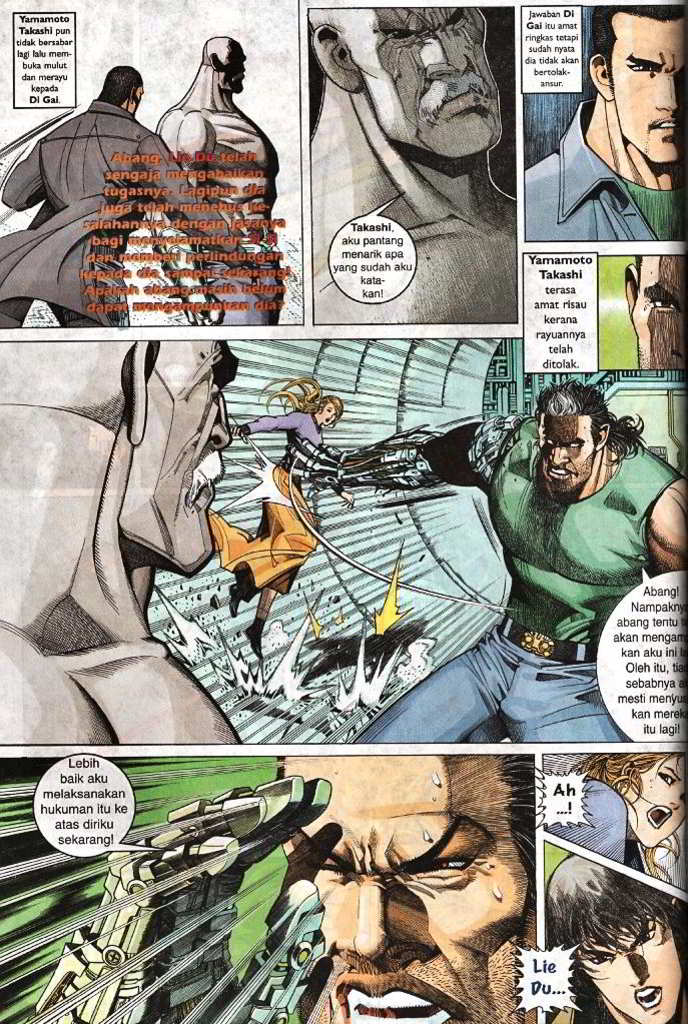 Yamamoto
Takashi pun
tidak bersabar
lagi lalu mem-
buka mulut
dan merayu
kepada
Di Gai.
Abang, Lie Du telah
sengaja mengabaikan
tugasnya. Lagipun dia
juga telah menebus ke-
salahannya dengan jasanya
bagi menyelamatkan
dan memberi perlindungan
kepada dia sampai sekarang!
Apakah abang masih belum
dapat mengampunkan dia?
Takashi,
aku pantang
menarik apa
yang sudah aku
kata-
kan!
Jawaban Di
Gai itu amat
ringkas tetapi
sudah nyata
dia tidak akan
bertolak-
ansur.
Yamamoto
Takashi
terasa
amat risau
kerana
rayuannya
telah
ditolak.
Abang!
abang tentu
akan
kan aku ini
Oleh itu,
sebabnya
mesti
kan
itu lagi!
Lebih
baik aku
melaksanakan
hukuman itu ke
atas diriku
sekarang!
Ah
...!
Lie
Du...